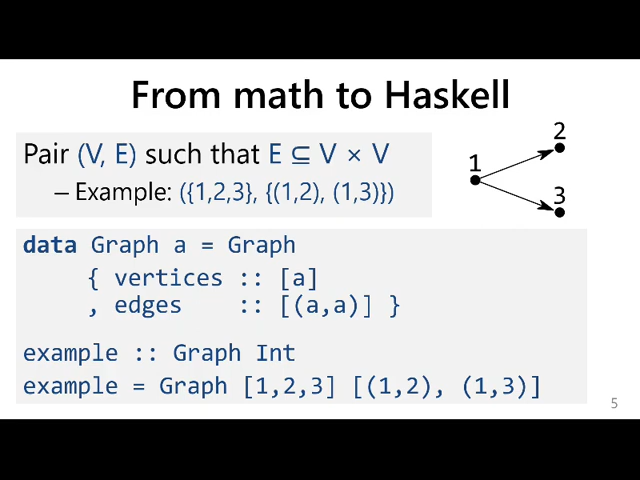 From math to Haskell
Pair (V, E) such that E ⊆ V × V
– Example: ({1,2,3}, {(1,2), (1,3)})
2
1
3
data Graph a = Graph
{ vertices :: [a]
, edges :: [(a,a)] }
example :: Graph Int
example = Graph [1,2,3] [(1,2), (1,3)]
5